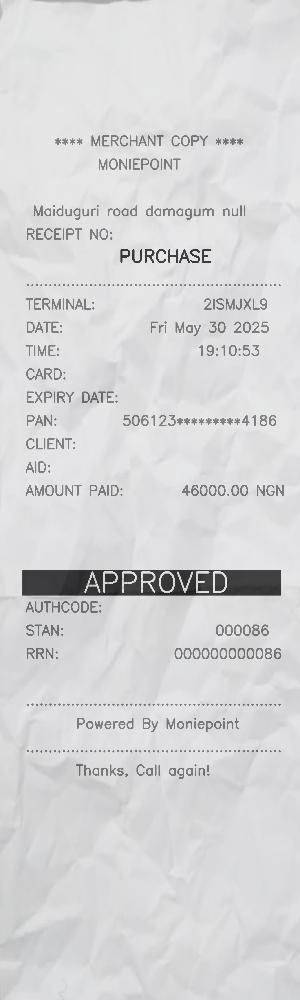 **** MERCHANT COPY ****
MONIEPOINT
Maiduguri road damagum null
RECEIPT NO:
PURCHASE
TERMINAL: 2ISMJXL9
DATE: Fri May 30 2025
TIME: 19:10:53
CARD:
EXPIRY DATE:
PAN: 506123*********4186
CLIENT:
AID:
AMOUNT PAID: 46000.00 NGN
APPROVED
AUTHCODE:
STAN: 000086
RRN: 000000000086
Powered By Moniepoint
Thanks, Call again!